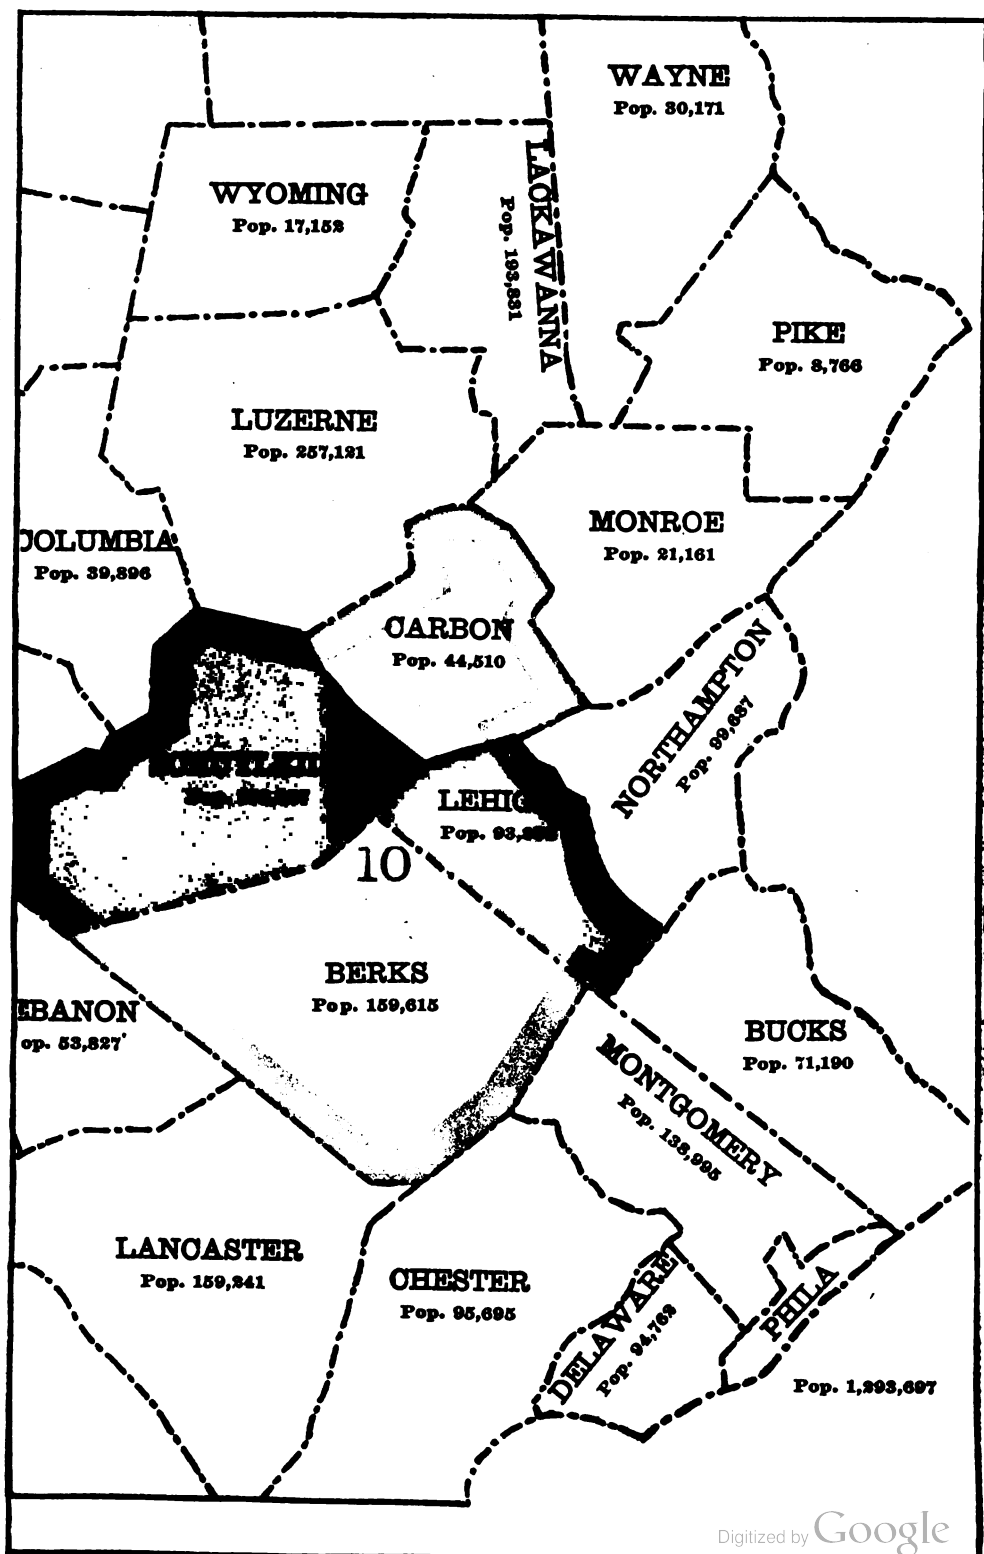 WAYNE
Pop. 30,171
WYOMING
Pop. 17,152
LACKAWANNA
Pop. 193,831
PIKE
Pop. 8,766
LUZERNE
Pop. 257,121
MONROE
Pop. 21,161
COLUMBIA
Pop. 39,896
CARBON
Pop. 44,510
NORTHAMPTON
Pop. 99,687
LEHIG
Pop. 93,
10
BERKS
Pop. 159,615
EBANON
op. 53,827
BUCKS
Pop. 71,190
MONTGOMERY
Pop. 138,995
LANCASTER
Pop. 159,241
CHESTER
Pop. 95,695
DELAWARE
Pop. 94,762
PHILA
Pop. 1,293,697
Digitized by Google